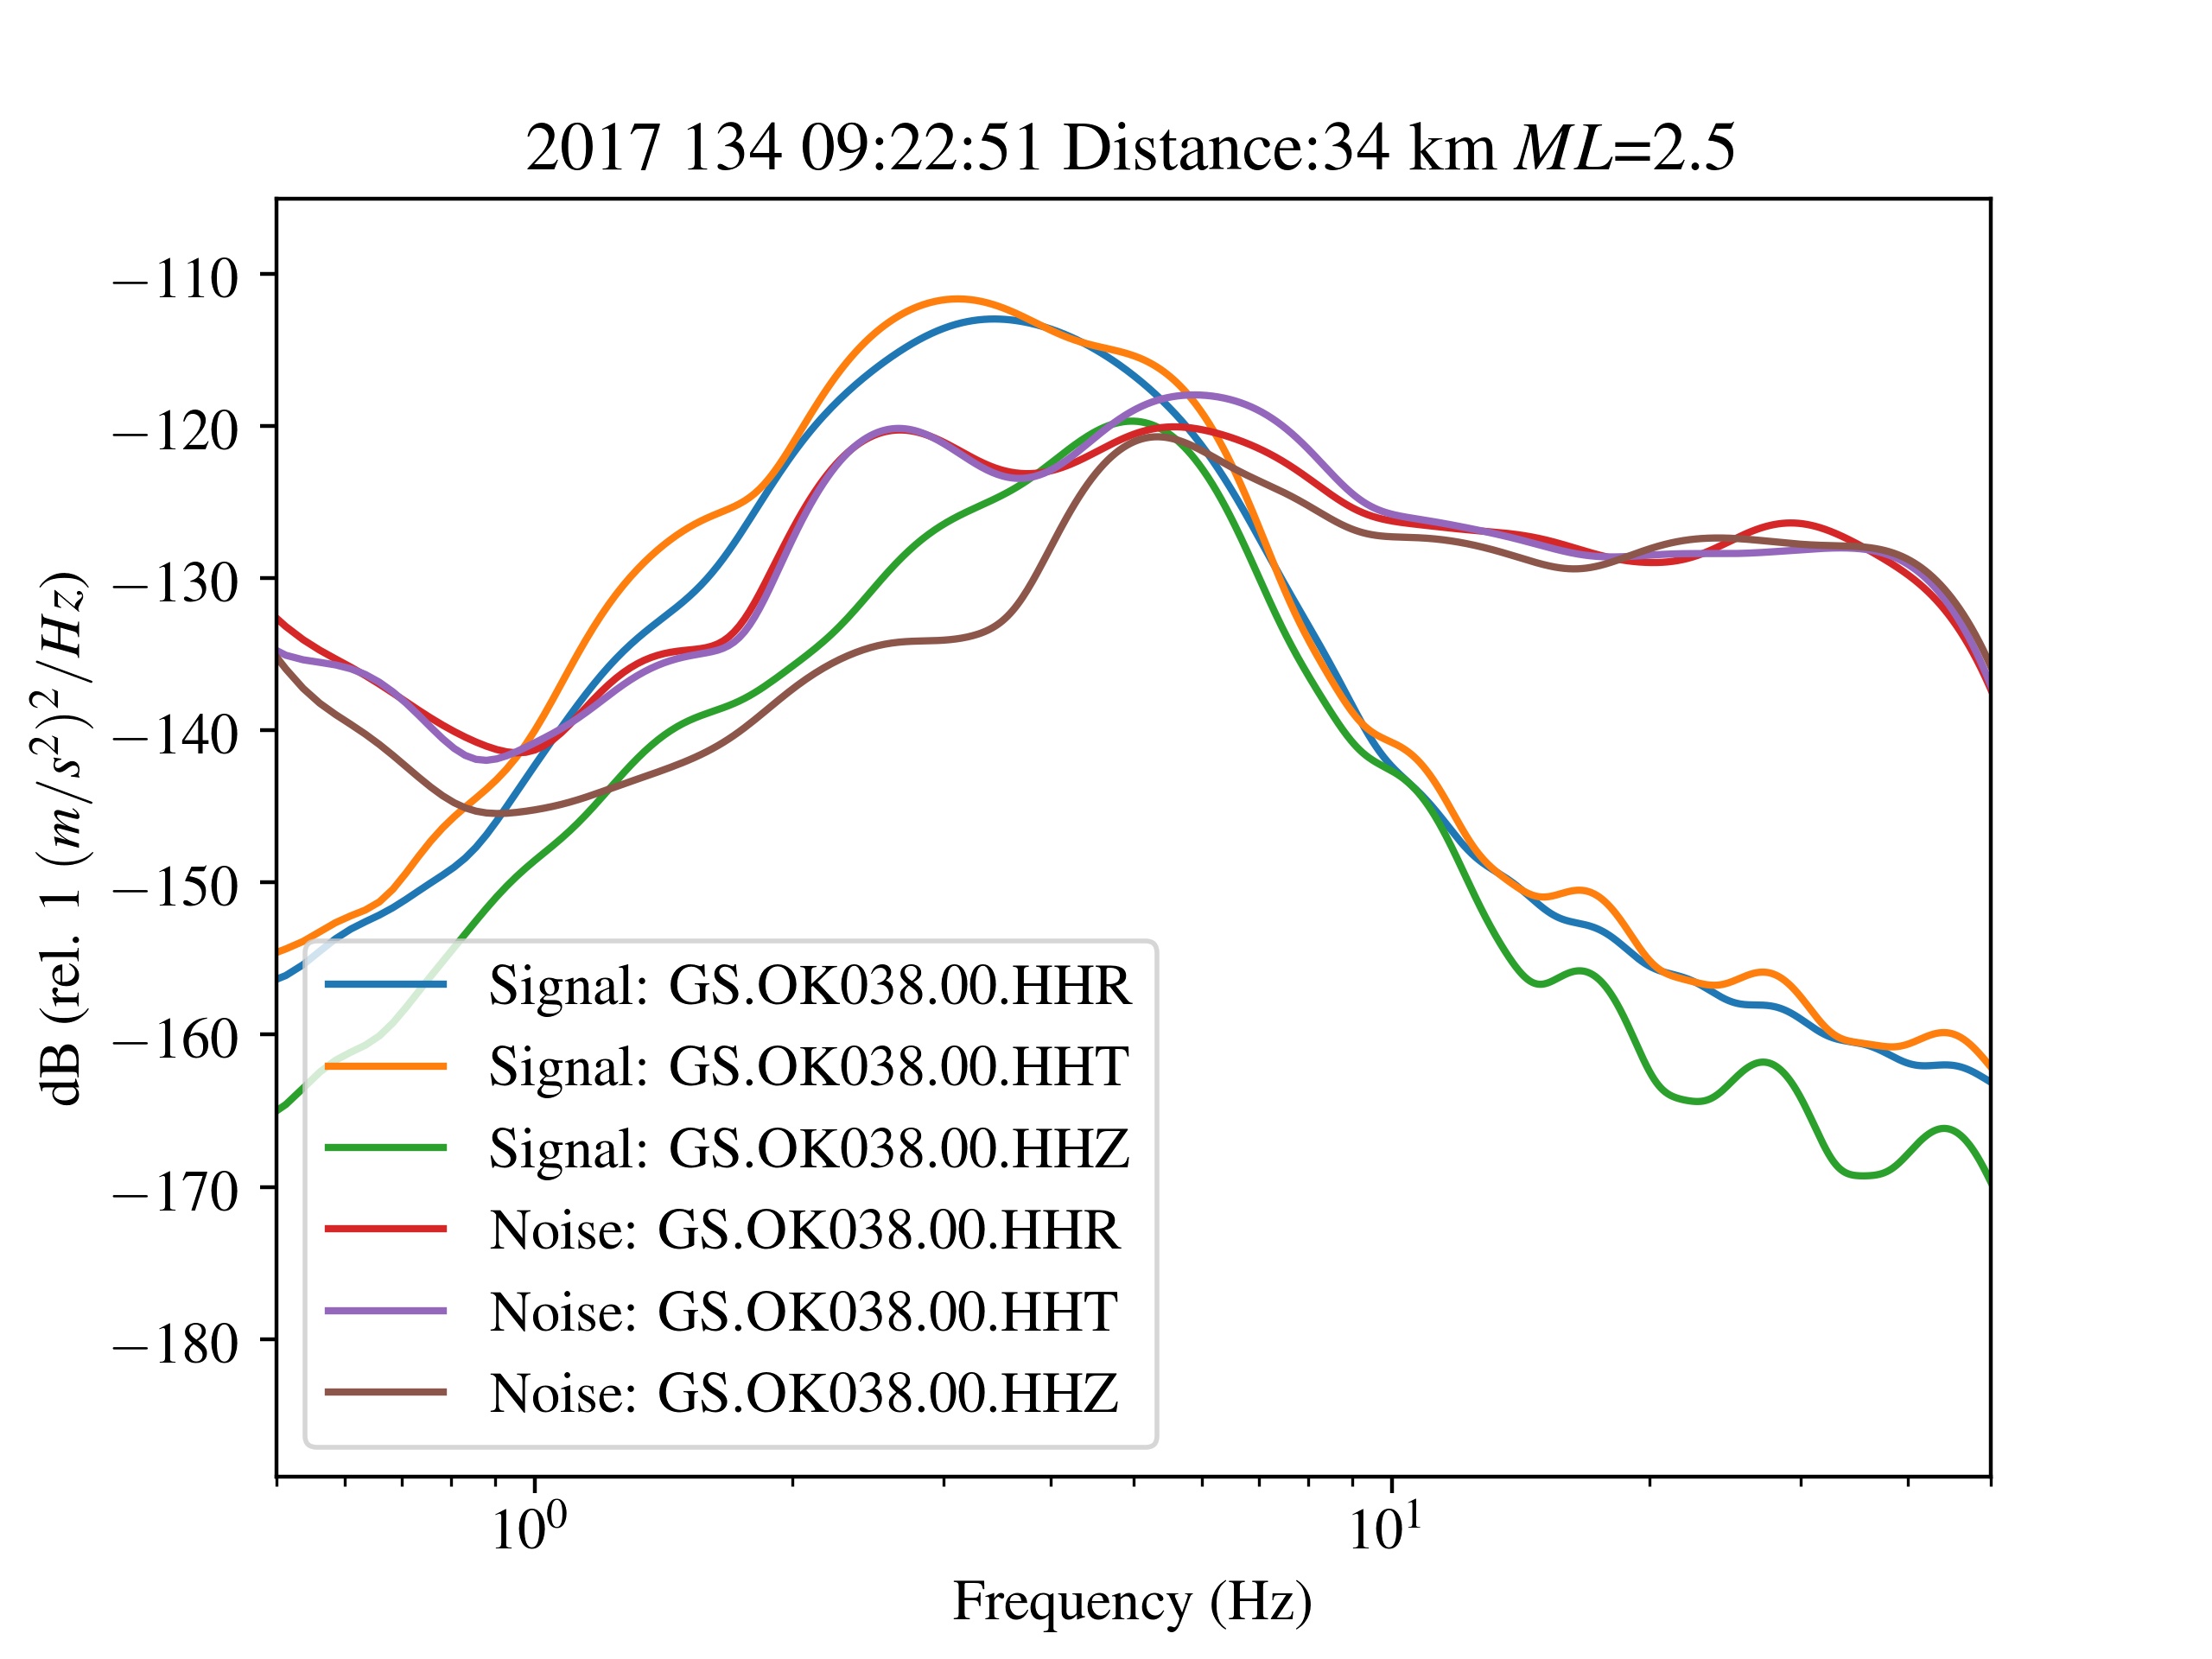 2017 134 09:22:51 Distance:34 km ML=2.5
dB (rel. 1 (m/s²)² / Hz)
−110
−120
−130
−140
−150
−160
−170
−180
Signal: GS.OK038.00.HHR
Signal: GS.OK038.00.HHT
Signal: GS.OK038.00.HHZ
Noise: GS.OK038.00.HHR
Noise: GS.OK038.00.HHT
Noise: GS.OK038.00.HHZ
10⁰ 10¹
Frequency (Hz)